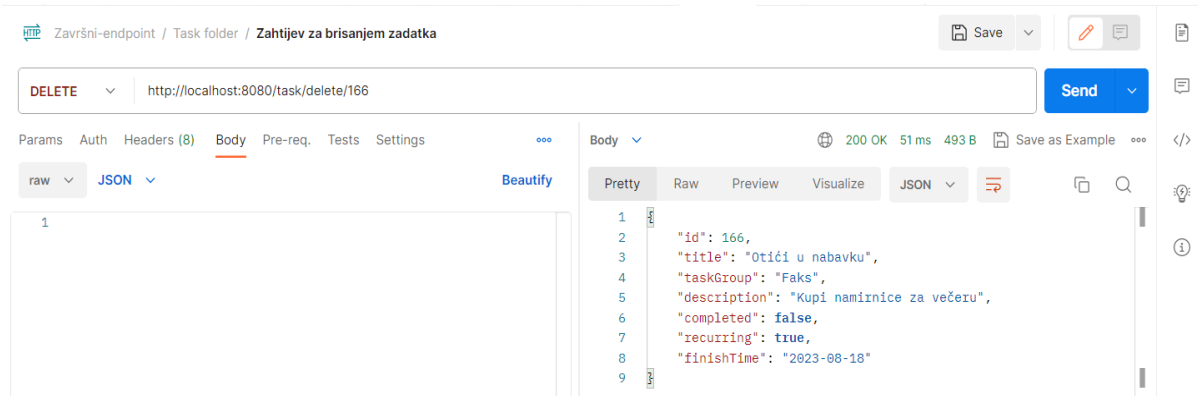 HTTP Završni-endpoint / Task folder / Zahtijev za brisanjem zadatka Save
DELETE http://localhost:8080/task/delete/166 Send
Params Auth Headers (8) Body Pre-req. Tests Settings
raw JSON Beautify
1
Body 200 OK 51 ms 493 B Save as Example
Pretty Raw Preview Visualize JSON
1 {
2 "id": 166,
3 "title": "Otići u nabavku",
4 "taskGroup": "Faks",
5 "description": "Kupi namirnice za večeru",
6 "completed": false,
7 "recurring": true,
8 "finishTime": "2023-08-18"
9 }